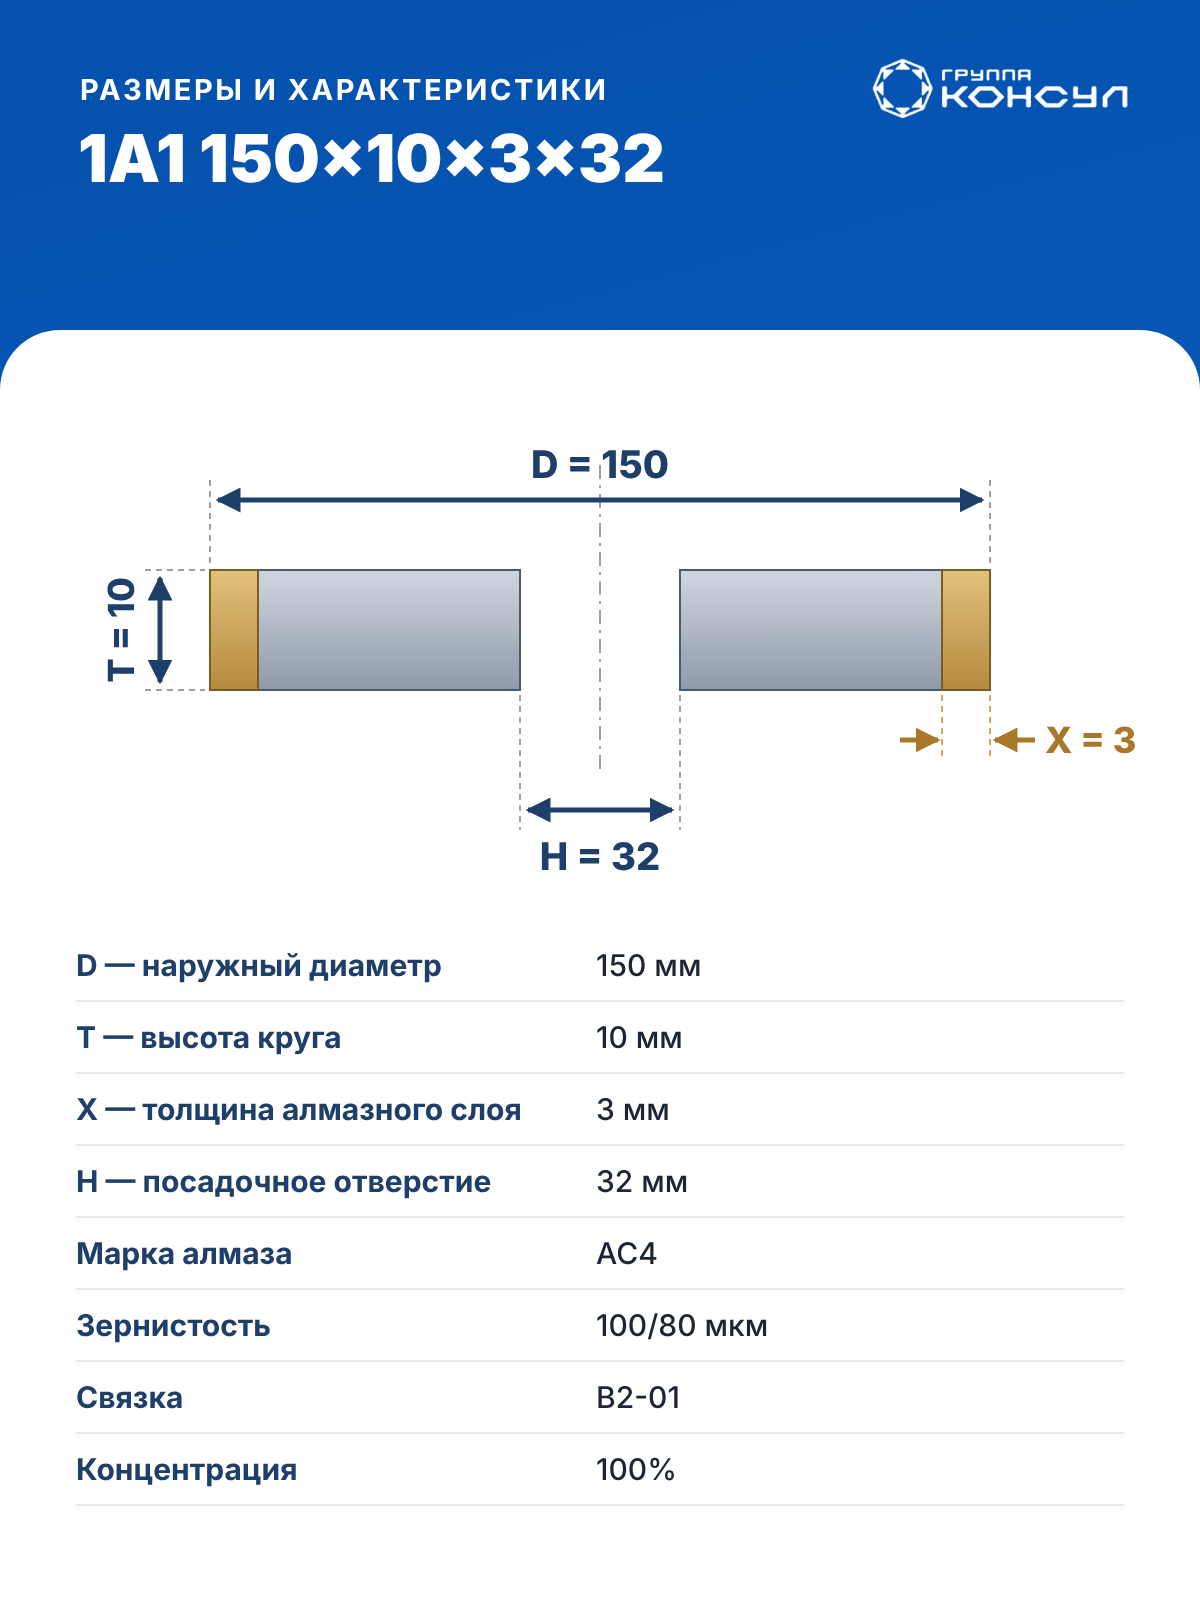 РАЗМЕРЫ И ХАРАКТЕРИСТИКИ
ГРУППА
КОНСУЛ
1A1 150×10×3×32
D = 150
T = 10
X = 3
H = 32
D — наружный диаметр 150 мм
T — высота круга 10 мм
X — толщина алмазного слоя 3 мм
H — посадочное отверстие 32 мм
Марка алмаза АС4
Зернистость 100/80 мкм
Связка В2-01
Концентрация 100%